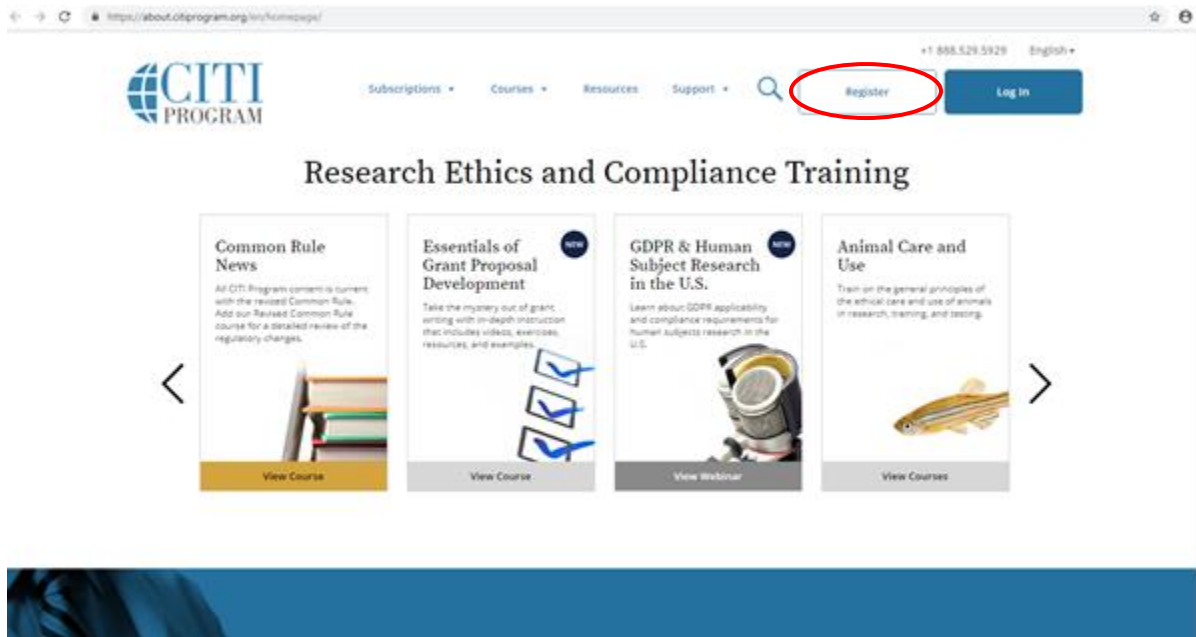 https://about.citiprogram.org/en/homepage/
+1 888.529.5929 English
CITI
PROGRAM
Subscriptions Courses Resources Support Register Log In
Research Ethics and Compliance Training
Common Rule
News
All CITI Program content is current
with the revised Common Rule.
Add our Revised Common Rule
course for a detailed review of the
regulatory changes.
View Course
NEW
Essentials of
Grant Proposal
Development
Take the mystery out of grant
writing with in-depth instruction
that includes videos, exercises,
resources, and examples.
View Course
NEW
GDPR & Human
Subject Research
in the U.S.
Learn about GDPR applicability
and compliance requirements for
human subjects research in the
U.S.
View Webinar
Animal Care and
Use
Train on the general principles of
the ethical care and use of animals
in research, training, and testing.
View Courses